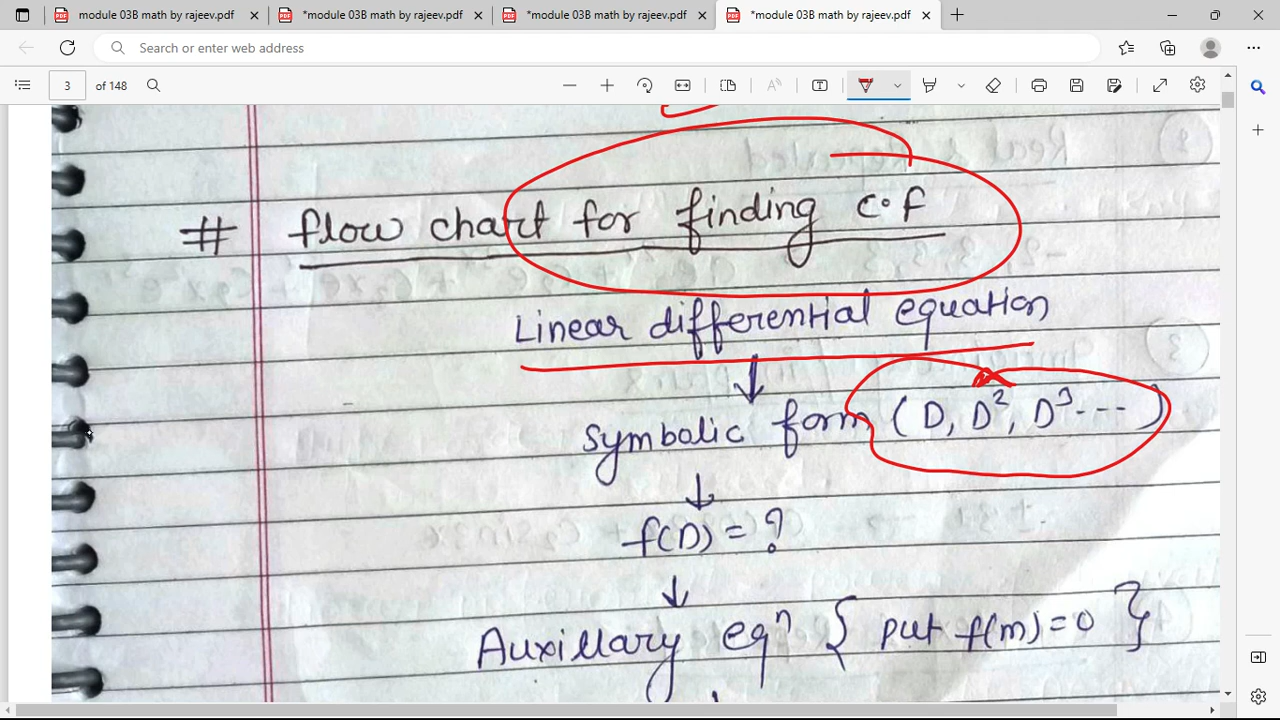 module 03B math by rajeev.pdf
*module 03B math by rajeev.pdf
*module 03B math by rajeev.pdf
*module 03B math by rajeev.pdf
Search or enter web address
3 of 148
# flow chart for finding C.F
Linear differential equation
↓
Symbolic form (D, D², D³---)
↓
f(D) = ?
↓
Auxillary eqⁿ { put f(m)=0 }